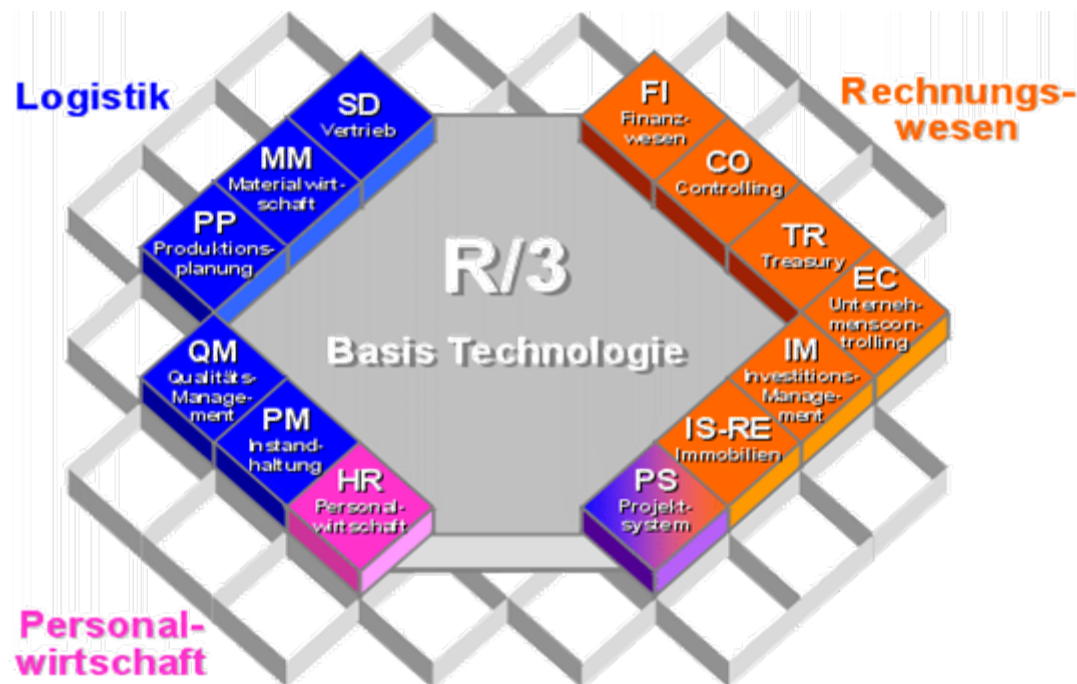 Logistik
SD
Vertrieb
MM
Materialwirt-
schaft
PP
Produktions-
planung
QM
Qualitäts-
Manage-
ment
PM
Instand-
haltung
HR
Personal-
wirtschaft
Personal-
wirtschaft
R/3
Basis Technologie
Rechnungs-
wesen
FI
Finanz-
wesen
CO
Controlling
TR
Treasury
EC
Unterneh-
menscon-
trolling
IM
Investitions-
Manage-
ment
IS-RE
Immobilien
PS
Projekt-
system